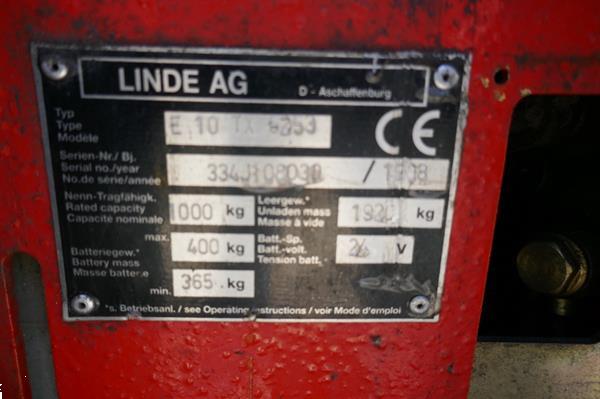 LINDE AG D - Aschaffenburg
Typ
Type
Modèle
E 10
CE
Serien-Nr./ Bj.
Serial no./year
No.de série/année
/
Nenn-Tragfähigk.
Rated capacity
Capacité nominale
1000 kg
Leergew.*
Unladen mass
Masse à vide
kg
Batteriegew.*
Battery mass
Masse batterie
max. 400 kg
min. 365 kg
Batt.-Sp.
Batt.-volt.
Tension batt.
24 V
*s. Betriebsanl. / see Operating instructions / voir Mode d'emploi